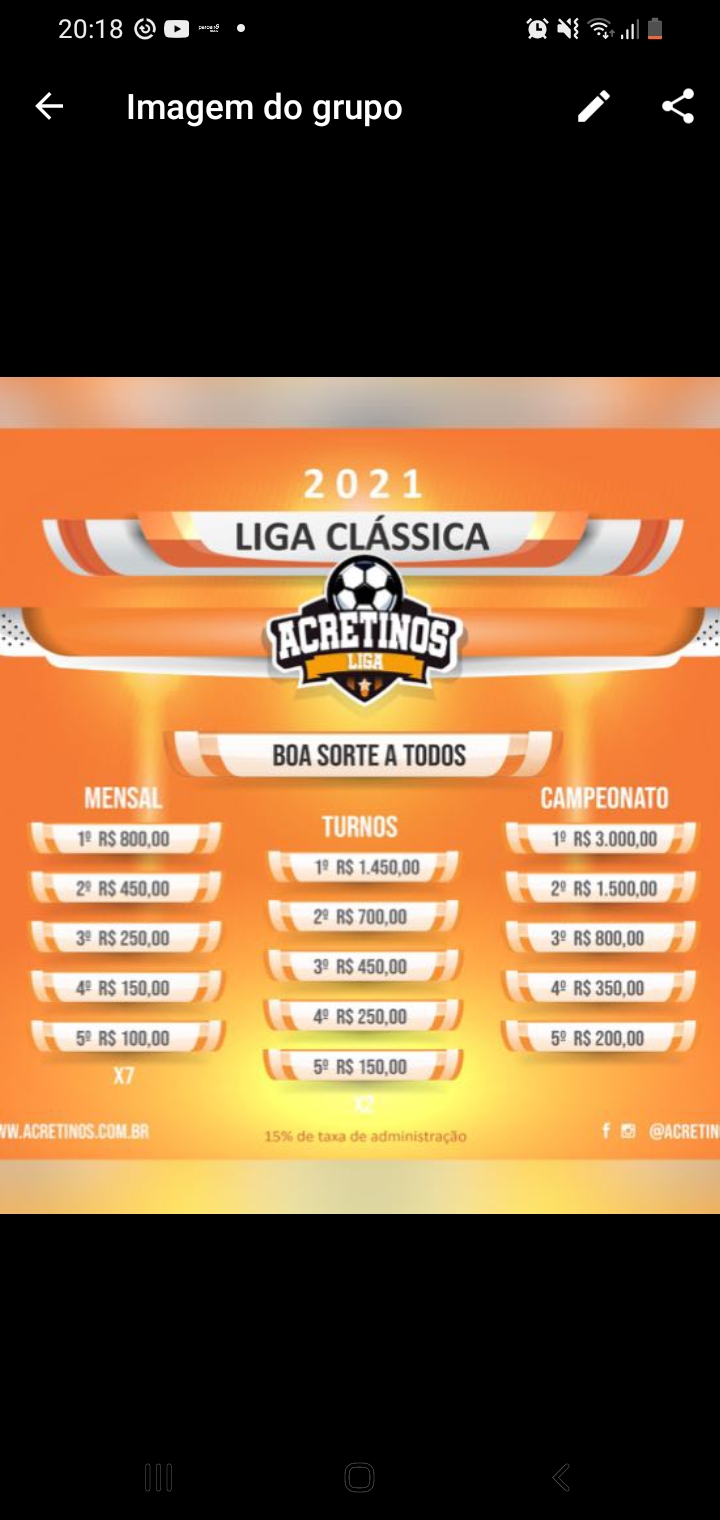 20:18
Imagem do grupo
2021
LIGA CLÁSSICA
ACRETINOS
LIGA
BOA SORTE A TODOS
MENSAL
1º R$ 800,00
2º R$ 450,00
3º R$ 250,00
4º R$ 150,00
5º R$ 100,00
X7
TURNOS
1º R$ 1.450,00
2º R$ 700,00
3º R$ 450,00
4º R$ 250,00
5º R$ 150,00
X2
CAMPEONATO
1º R$ 3.000,00
2º R$ 1.500,00
3º R$ 800,00
4º R$ 350,00
5º R$ 200,00
WW.ACRETINOS.COM.BR
15% de taxa de administração
@ACRETIN